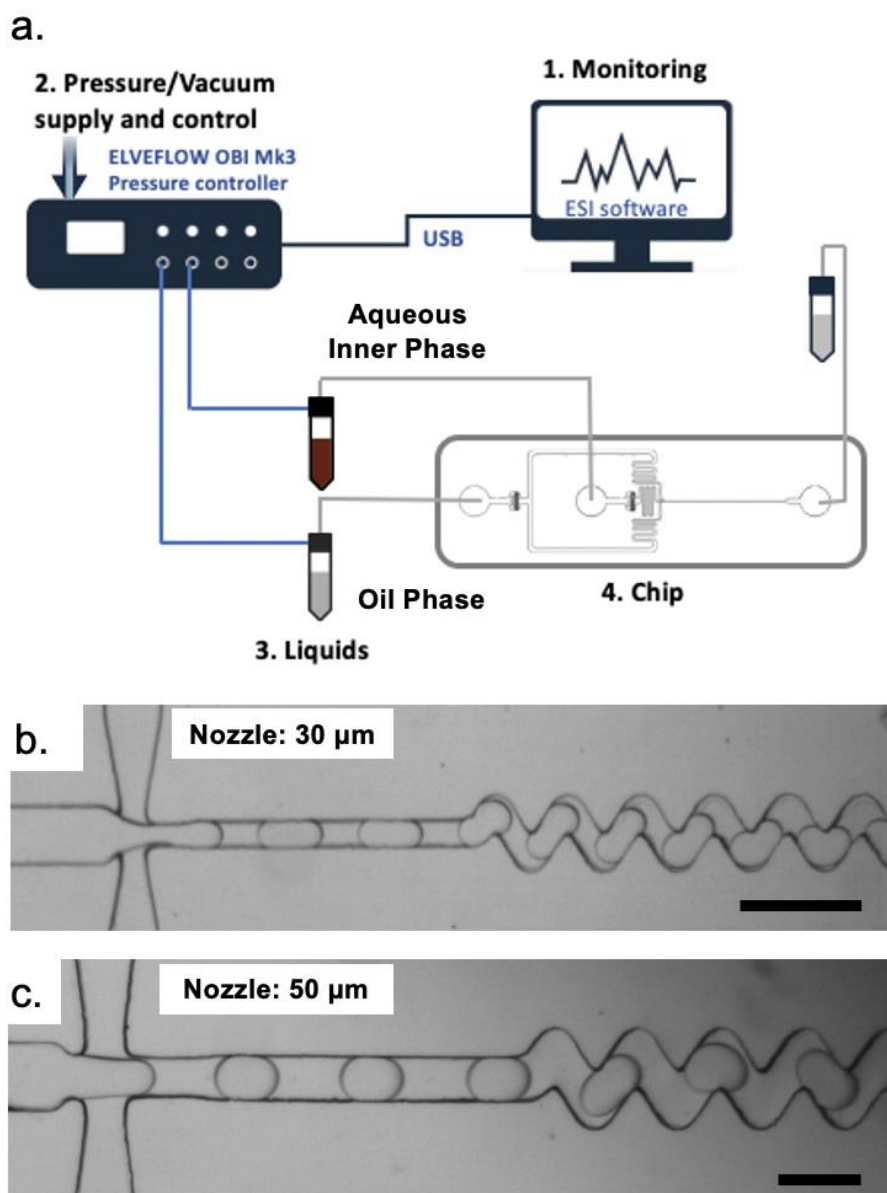 a.
1. Monitoring
2. Pressure/Vacuum
supply and control
ELVEFLOW OBI Mk3
Pressure controller
ESI software
USB
Aqueous
Inner Phase
Oil Phase
4. Chip
3. Liquids
b.
Nozzle: 30 µm
c.
Nozzle: 50 µm